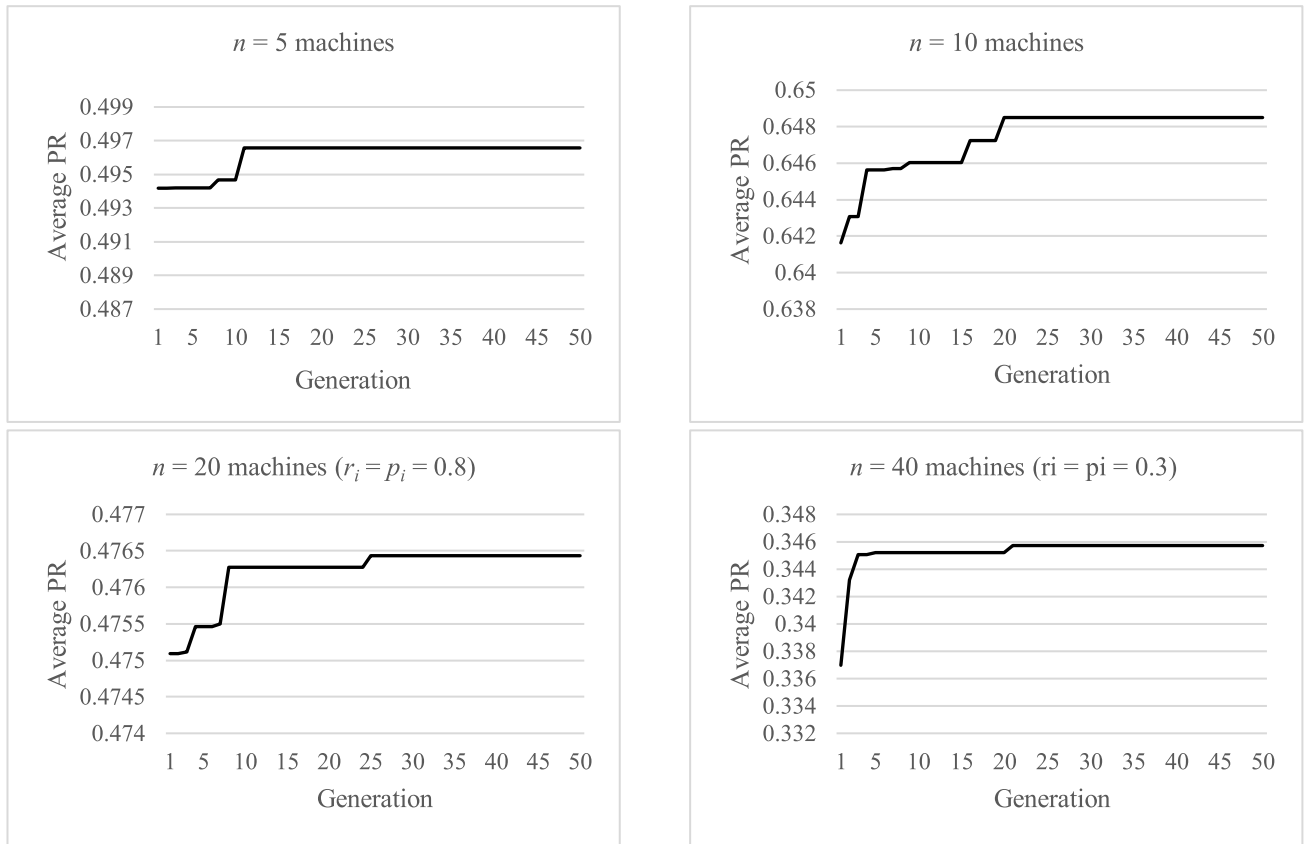 n = 5 machines
0.499
0.497
0.495
0.493
0.491
0.489
0.487
Average PR
1 5 10 15 20 25 30 35 40 45 50
Generation
n = 10 machines
0.65
0.648
0.646
0.644
0.642
0.64
0.638
Average PR
1 5 10 15 20 25 30 35 40 45 50
Generation
n = 20 machines (rᵢ = pᵢ = 0.8)
0.477
0.4765
0.476
0.4755
0.475
0.4745
0.474
Average PR
1 5 10 15 20 25 30 35 40 45 50
Generation
n = 40 machines (ri = pi = 0.3)
0.348
0.346
0.344
0.342
0.34
0.338
0.336
0.334
0.332
Average PR
1 5 10 15 20 25 30 35 40 45 50
Generation